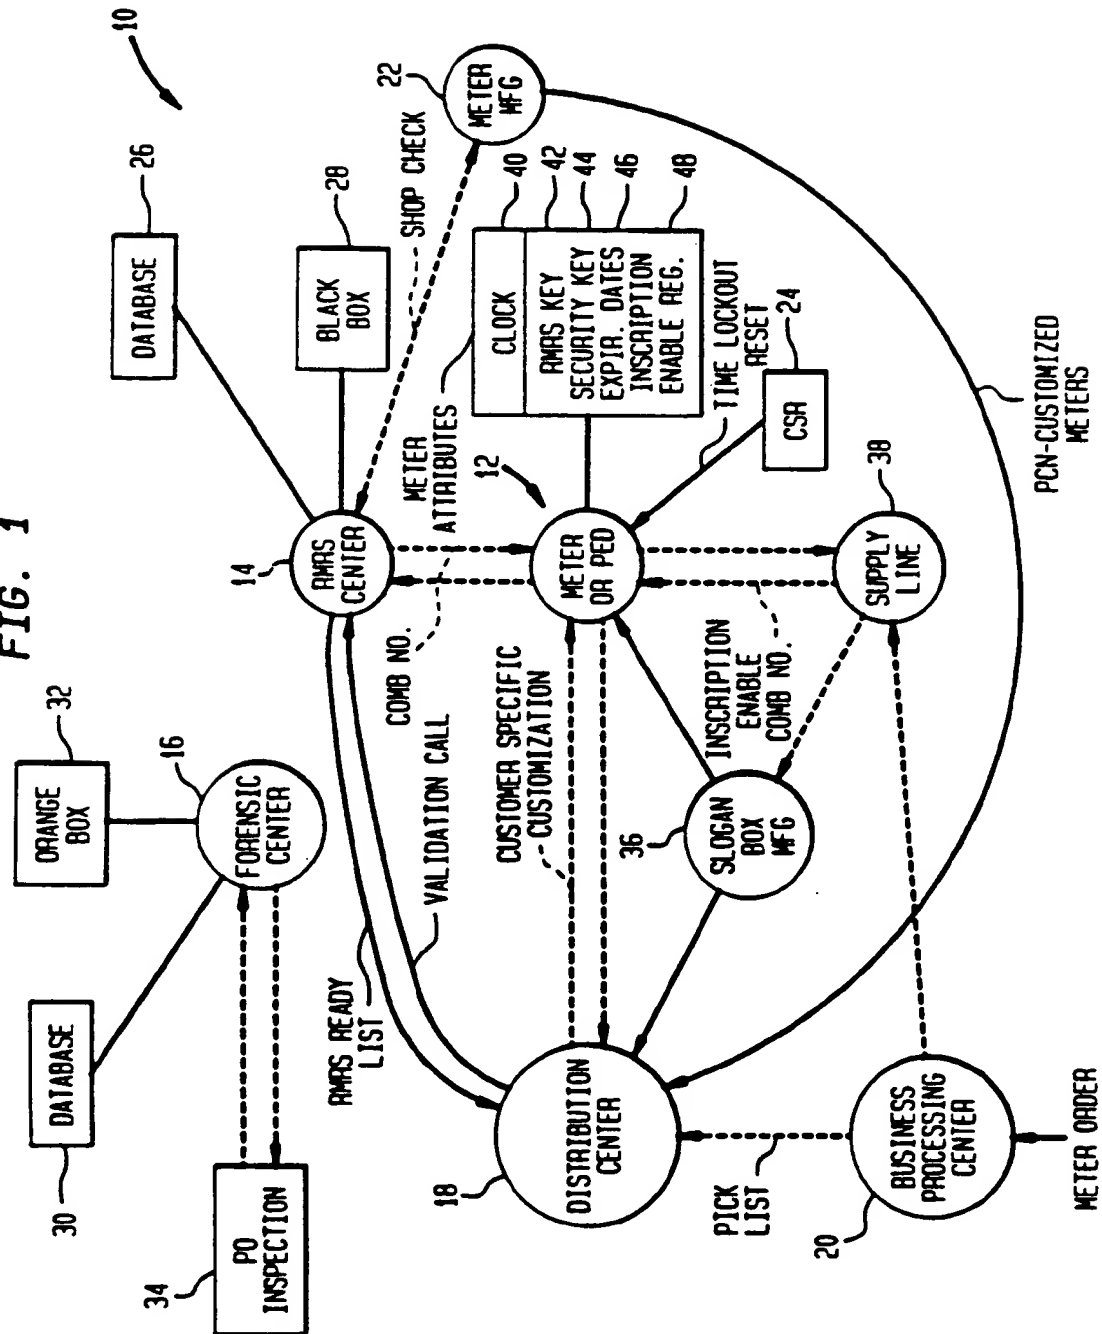 FIG. 1
10
DATABASE
26
BLACK
BOX
28
SHOP CHECK
22
METER
MFG
RMRS
CENTER
14
METER
ATTRIBUTES
CLOCK
40
RMRS KEY
42
SECURITY KEY
44
EXPIR. DATES
46
INSCRIPTION
ENABLE REG.
48
12
METER
OR PED
TIME LOCKOUT
RESET
24
CSR
COMB NO.
VALIDATION CALL
RMRS READY
LIST
ORANGE
BOX
32
16
FORENSIC
CENTER
DATABASE
30
PO
INSPECTION
34
CUSTOMER SPECIFIC
CUSTOMIZATION
INSCRIPTION
ENABLE
COMB NO.
36
SLOGAN
BOX
MFG
SUPPLY
LINE
38
PCN-CUSTOMIZED
METERS
18
DISTRIBUTION
CENTER
PICK
LIST
20
BUSINESS
PROCESSING
CENTER
METER ORDER